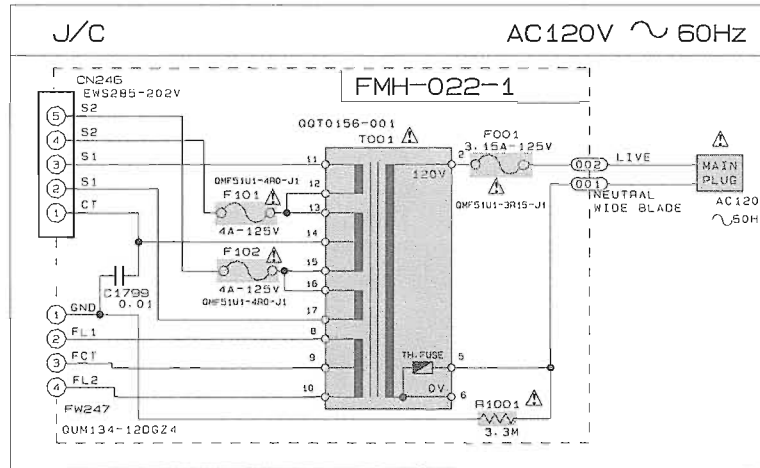 J/C
AC120V ~ 60Hz
FMH-022-1
CN246
EWS285-202V
5 S2
4 S2
3 S1
2 S1
1 CT
C1799
0.01
1 GND
2 FL1
3 FCT
4 FL2
FW247
QUM134-12DGZ4
QQT0156-001
T001
11
12
13
14
15
16
17
8
9
10
QMF51U1-4R0-J1
F101
4A-125V
F102
4A-125V
QMF51U1-4R0-J1
2
120V
TH.FUSE
5
0V
6
F001
3.15A-125V
QMF51U1-3R15-J1
R1001
3.3M
002 LIVE
001 NEUTRAL
WIDE BLADE
MAIN
PLUG
AC120
~60H